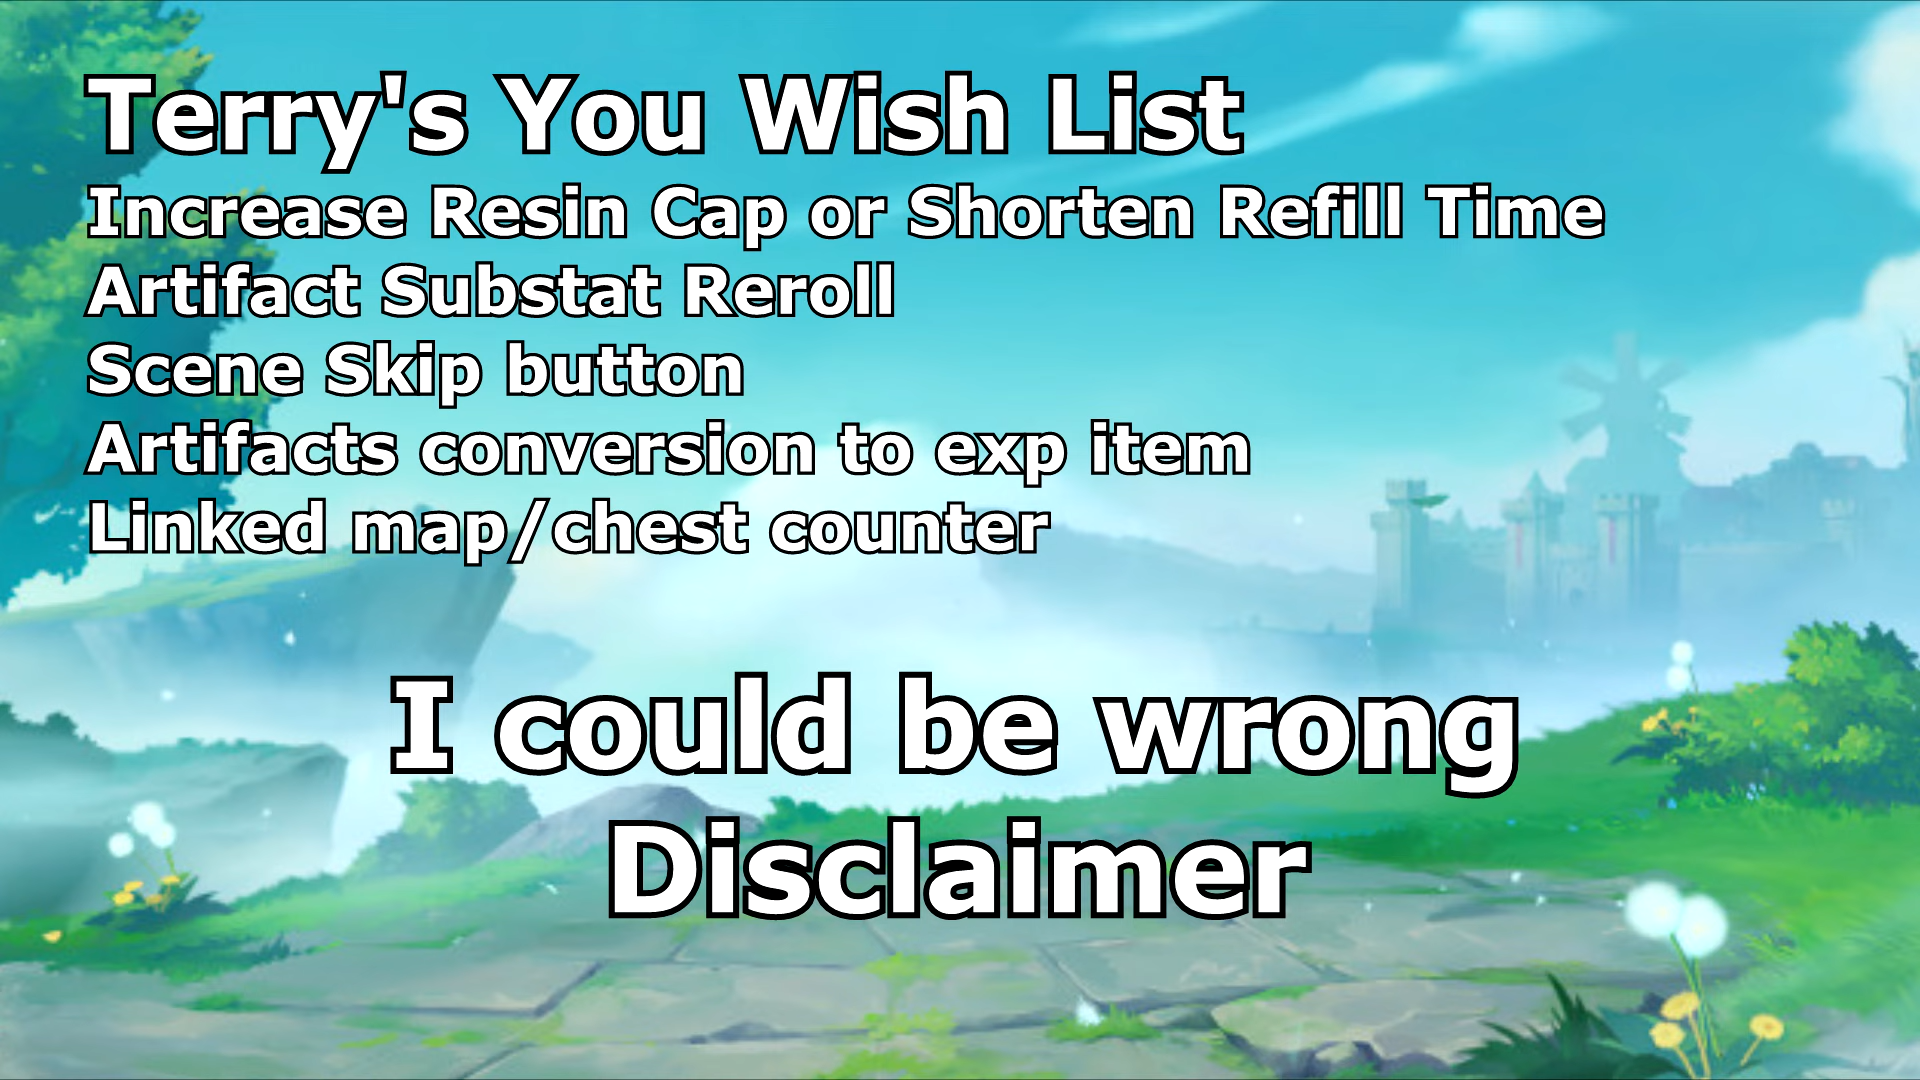 Terry's You Wish List
Increase Resin Cap or Shorten Refill Time
Artifact Substat Reroll
Scene Skip button
Artifacts conversion to exp item
Linked map/chest counter
I could be wrong
Disclaimer